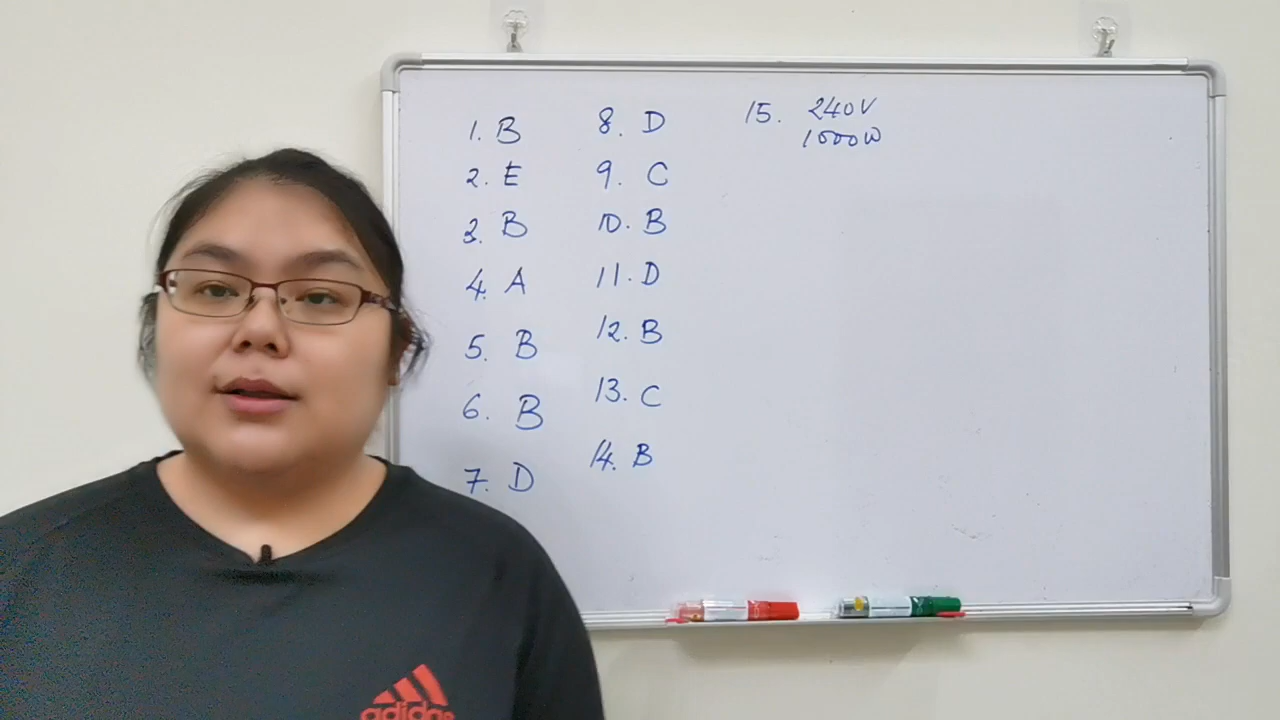 1. B
2. E
3. B
4. A
5. B
6. B
7. D
8. D
9. C
10. B
11. D
12. B
13. C
14. B
15. 240V
1000W
adidas